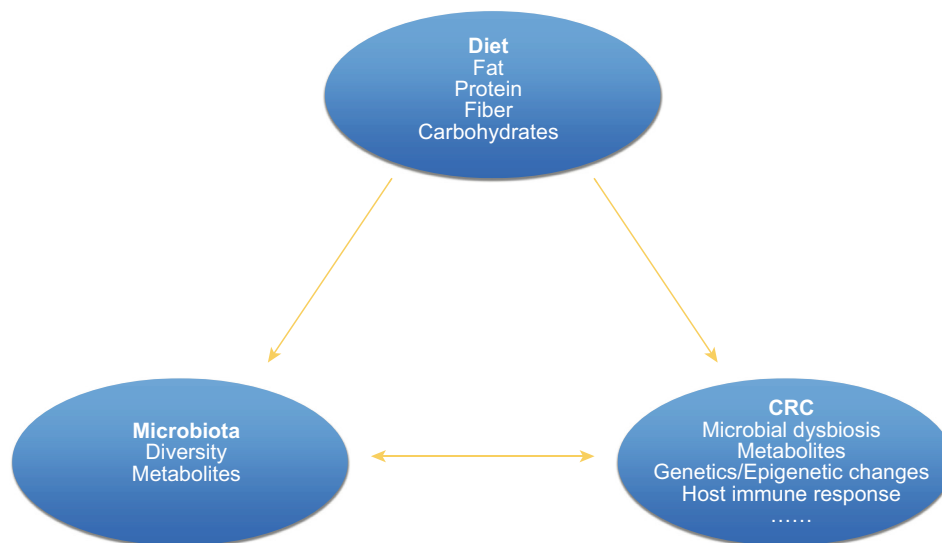 Diet
Fat
Protein
Fiber
Carbohydrates
Microbiota
Diversity
Metabolites
CRC
Microbial dysbiosis
Metabolites
Genetics/Epigenetic changes
Host immune response
……